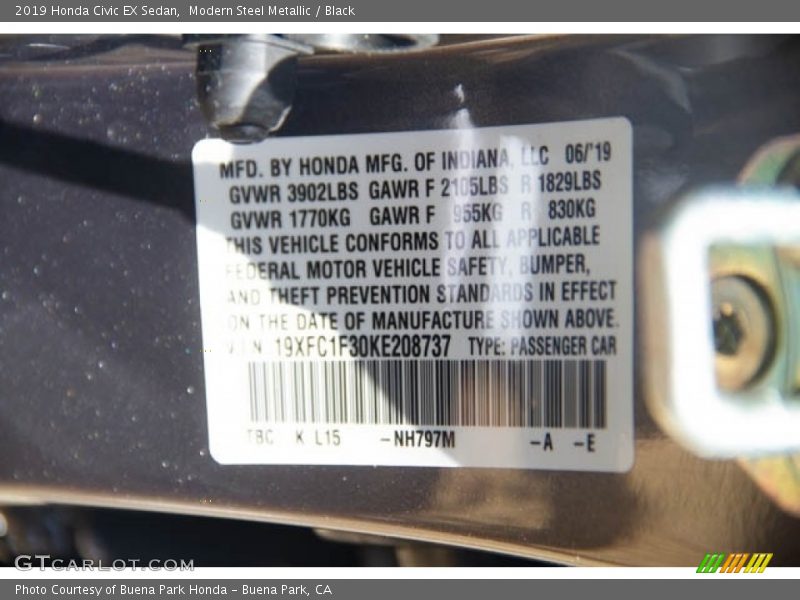 2019 Honda Civic EX Sedan,  Modern Steel Metallic / Black
MFD. BY HONDA MFG. OF INDIANA, LLC 06/'19
GVWR 3902LBS GAWR F 2105LBS R 1829LBS
GVWR 1770KG GAWR F 955KG R 830KG
THIS VEHICLE CONFORMS TO ALL APPLICABLE
FEDERAL MOTOR VEHICLE SAFETY, BUMPER,
AND THEFT PREVENTION STANDARDS IN EFFECT
ON THE DATE OF MANUFACTURE SHOWN ABOVE.
V.I.N. 19XFC1F30KE208737 TYPE: PASSENGER CAR
TBC K L15 -NH797M -A -E
GTCARLOT.COM
Photo Courtesy of Buena Park Honda - Buena Park, CA